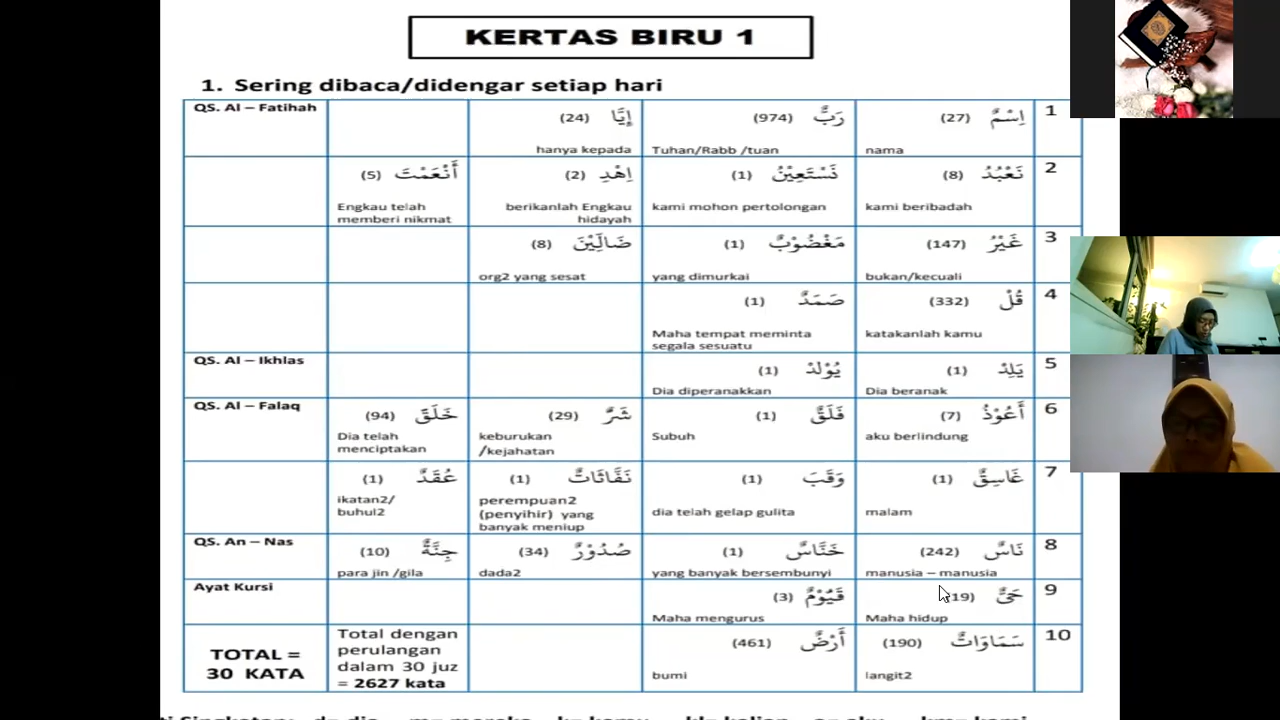 KERTAS BIRU 1
1. Sering dibaca/didengar setiap hari
QS. Al – Fatihah
(24) إِيَّا
hanya kepada
(974) رَبٌّ
Tuhan/Rabb /tuan
(27) اِسْمٌ
nama
1
(5) أَنْعَمْتَ
Engkau telah
memberi nikmat
(2) اِهْدِ
berikanlah Engkau
hidayah
(1) نَسْتَعِيْنُ
kami mohon pertolongan
(8) نَعْبُدُ
kami beribadah
2
(8) ضَالِّيْنَ
org2 yang sesat
(1) مَغْضُوْبٌ
yang dimurkai
(147) غَيْرُ
bukan/kecuali
3
(1) صَمَدٌ
Maha tempat meminta
segala sesuatu
(332) قُلْ
katakanlah kamu
4
QS. Al – Ikhlas
(1) يُوْلَدْ
Dia diperanakkan
(1) يَلِدْ
Dia beranak
5
QS. Al – Falaq
(94) خَلَقَ
Dia telah
menciptakan
(29) شَرٌّ
keburukan
/kejahatan
(1) فَلَقٌ
Subuh
(7) أَعُوْذُ
aku berlindung
6
(1) عُقَدٌ
ikatan2/
buhul2
(1) نَفَّاثَاتٌ
perempuan2
(penyihir) yang
banyak meniup
(1) وَقَبَ
dia telah gelap gulita
(1) غَاسِقٌ
malam
7
QS. An – Nas
(10) جِنَّةٌ
para jin /gila
(34) صُدُوْرٌ
dada2
(1) خَنَّاسٌ
yang banyak bersembunyi
(242) نَاسٌ
manusia – manusia
8
Ayat Kursi
(3) قَيُّوْمٌ
Maha mengurus
19) حَيٌّ
Maha hidup
9
TOTAL =
30 KATA
Total dengan
perulangan
dalam 30 juz
= 2627 kata
(461) أَرْضٌ
bumi
(190) سَمَاوَاتٌ
langit2
10